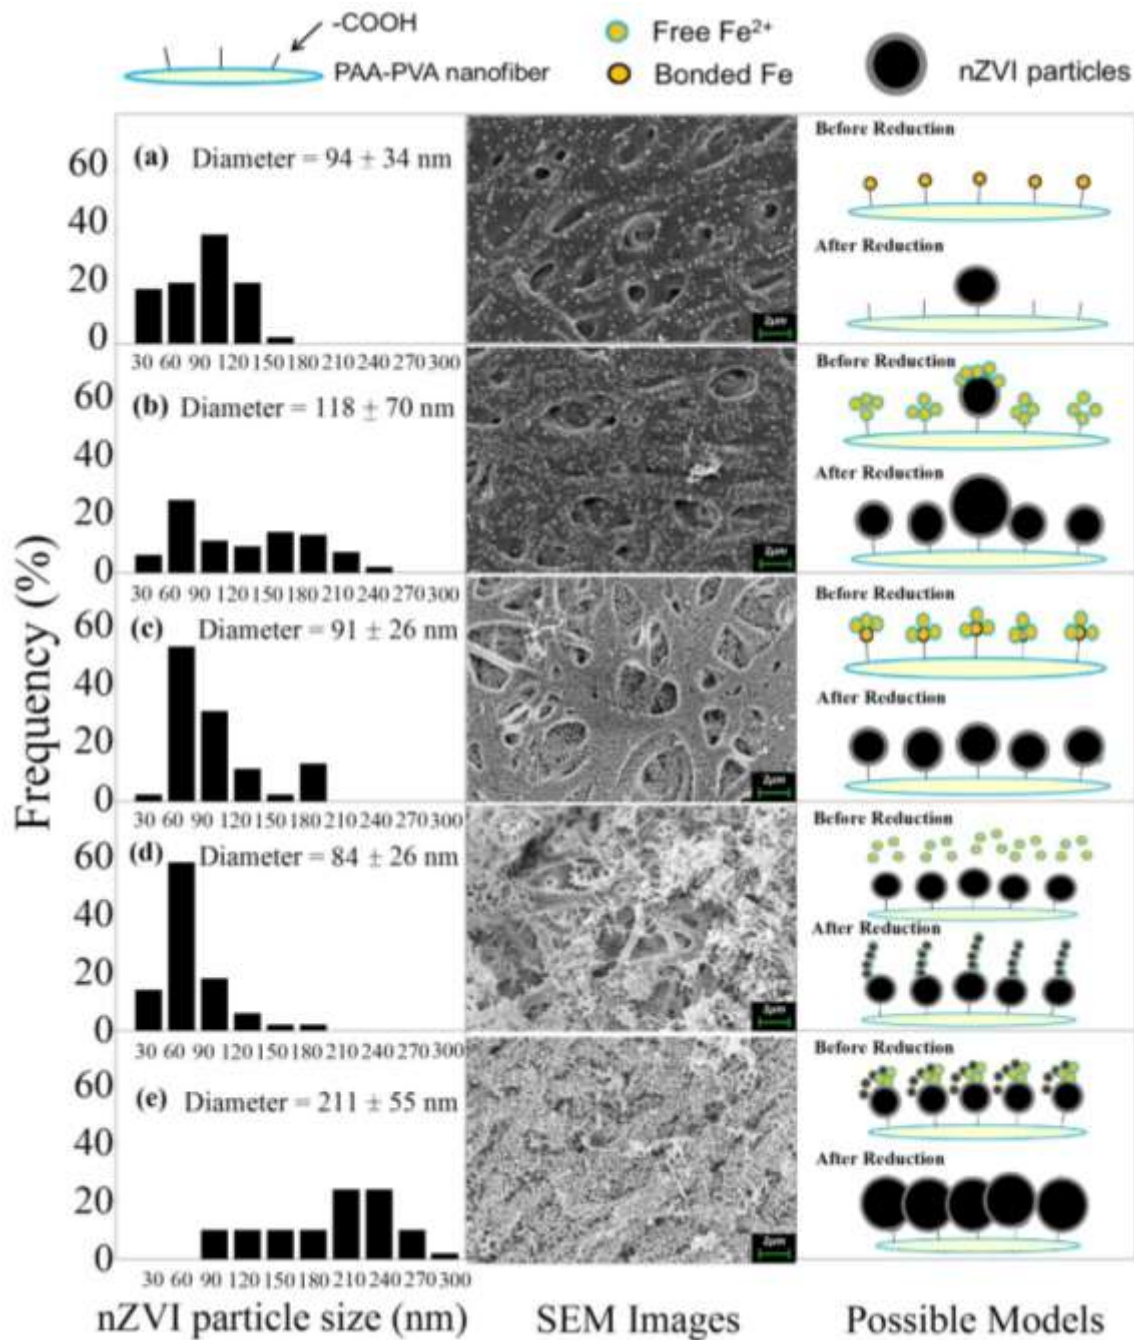 -COOH
PAA-PVA nanofiber
Free Fe²⁺
Bonded Fe
nZVI particles
Frequency (%)
(a) Diameter = 94 ± 34 nm
60
40
20
0
30 60 90 120 150 180 210 240 270 300
2μm
Before Reduction
After Reduction
(b) Diameter = 118 ± 70 nm
60
40
20
0
30 60 90 120 150 180 210 240 270 300
2μm
Before Reduction
After Reduction
(c) Diameter = 91 ± 26 nm
60
40
20
0
30 60 90 120 150 180 210 240 270 300
2μm
Before Reduction
After Reduction
(d) Diameter = 84 ± 26 nm
60
40
20
0
30 60 90 120 150 180 210 240 270 300
2μm
Before Reduction
After Reduction
(e) Diameter = 211 ± 55 nm
60
40
20
0
30 60 90 120 150 180 210 240 270 300
2μm
Before Reduction
After Reduction
nZVI particle size (nm)
SEM Images
Possible Models